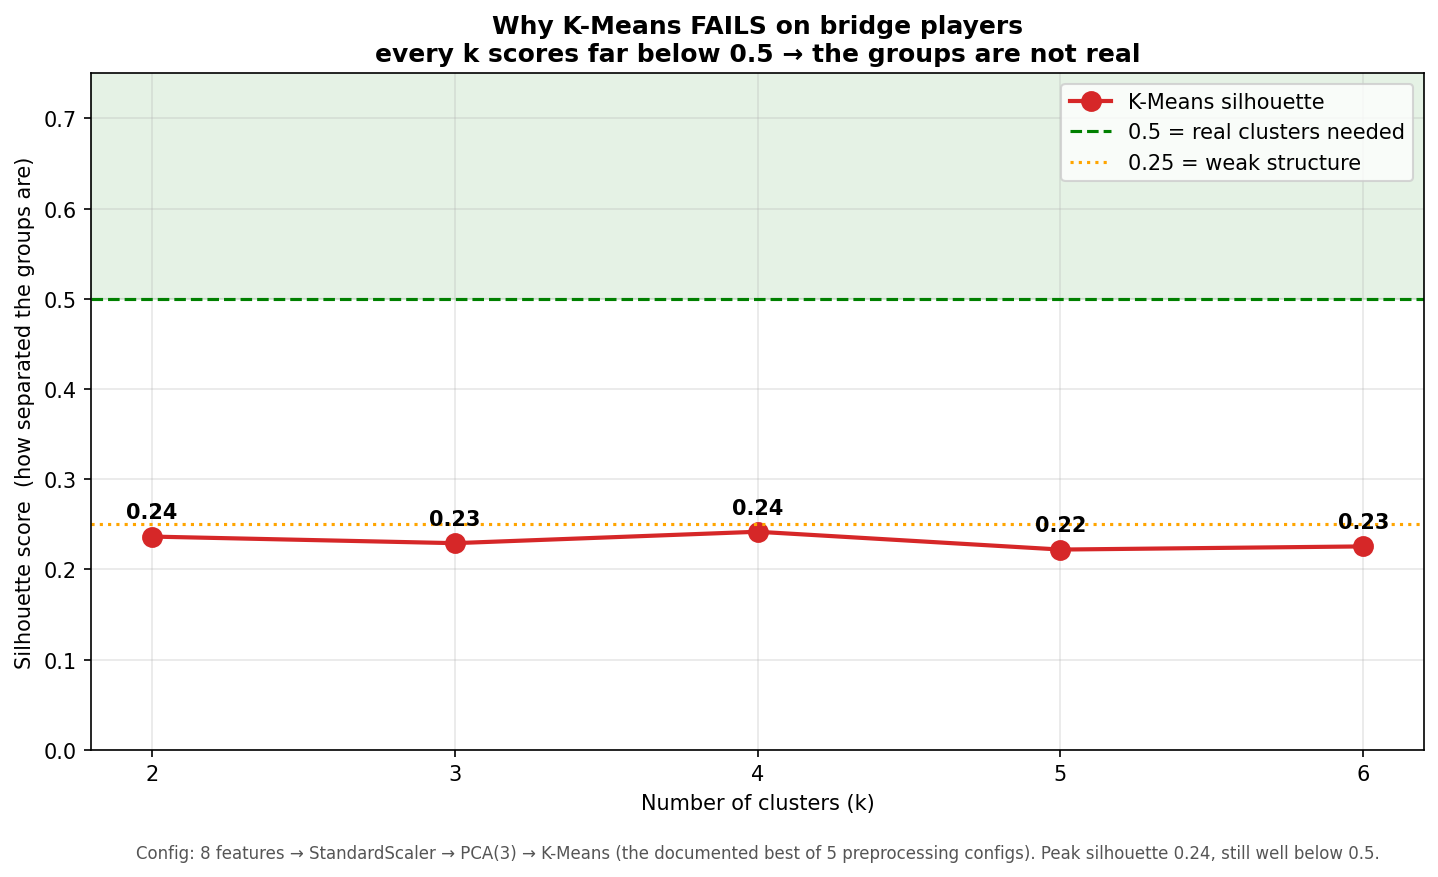 Why K-Means FAILS on bridge players
every k scores far below 0.5 → the groups are not real
Silhouette score  (how separated the groups are)
0.7
0.6
0.5
0.4
0.3
0.2
0.1
0.0
K-Means silhouette
0.5 = real clusters needed
0.25 = weak structure
0.24
0.23
0.24
0.22
0.23
2
3
4
5
6
Number of clusters (k)
Config: 8 features → StandardScaler → PCA(3) → K-Means (the documented best of 5 preprocessing configs). Peak silhouette 0.24, still well below 0.5.